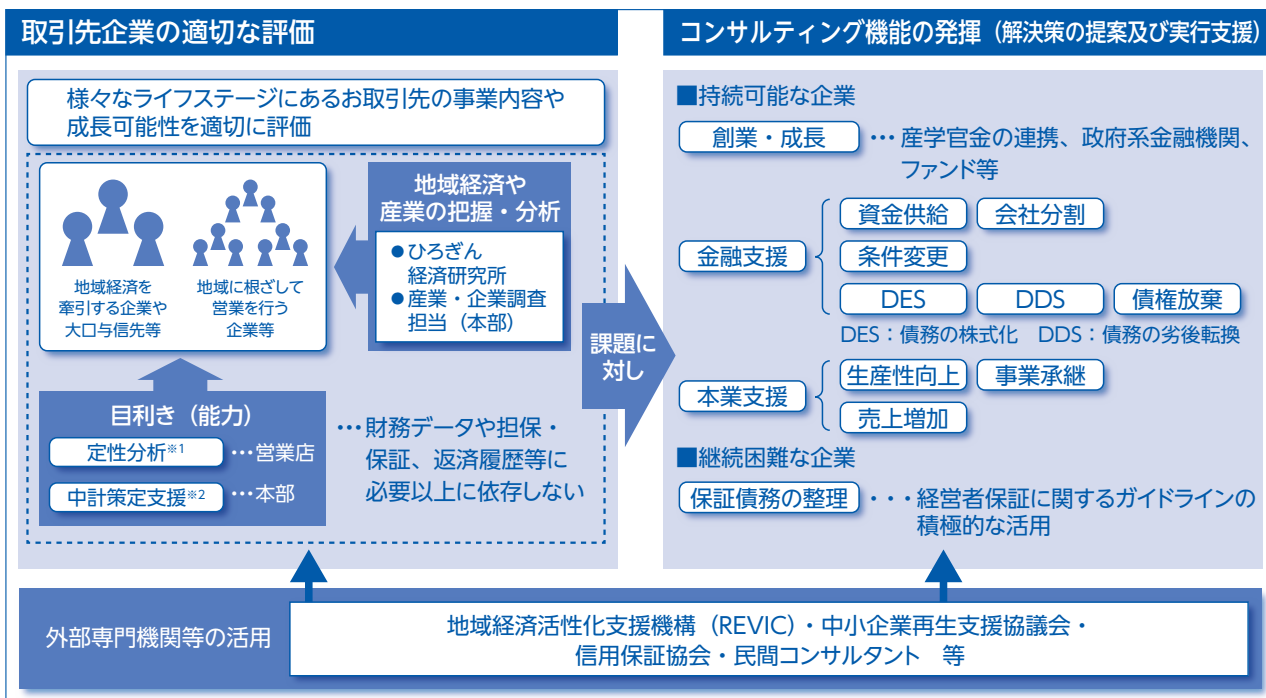 取引先企業の適切な評価
様々なライフステージにあるお取引先の事業内容や
成長可能性を適切に評価
地域経済を
牽引する企業や
大口与信先等
地域に根ざして
営業を行う
企業等
地域経済や
産業の把握・分析
●ひろぎん
経済研究所
●産業・企業調査
担当（本部）
目利き（能力）
定性分析※1 …営業店
中計策定支援※2 …本部
…財務データや担保・
保証、返済履歴等に
必要以上に依存しない
課題に
対し
コンサルティング機能の発揮（解決策の提案及び実行支援）
■持続可能な企業
創業・成長 …産学官金の連携、政府系金融機関、
ファンド等
金融支援
資金供給 会社分割
条件変更
DES DDS 債権放棄
DES：債務の株式化 DDS：債務の劣後転換
本業支援
生産性向上 事業承継
売上増加
■継続困難な企業
保証債務の整理 ・・・経営者保証に関するガイドラインの
積極的な活用
外部専門機関等の活用
地域経済活性化支援機構（REVIC）・中小企業再生支援協議会・
信用保証協会・民間コンサルタント 等